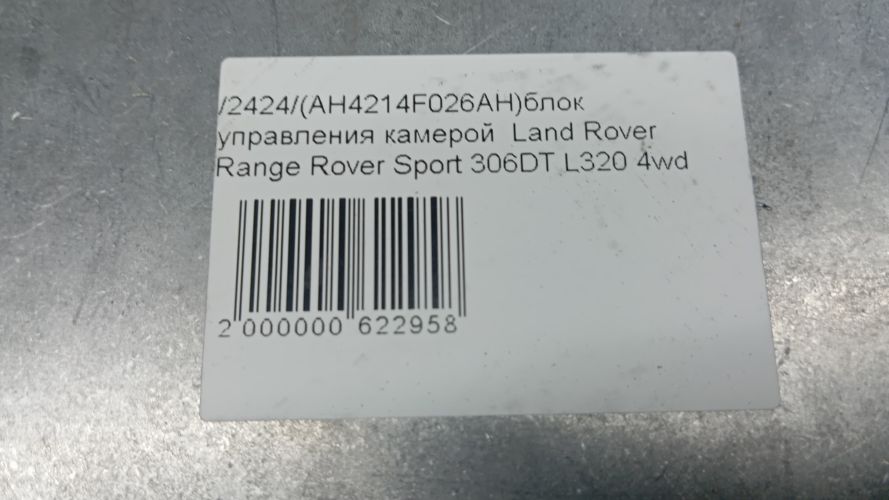 /2424/(AH4214F026AH)блок
управления камерой  Land Rover
Range Rover Sport 306DT L320 4wd
2 000000 622958